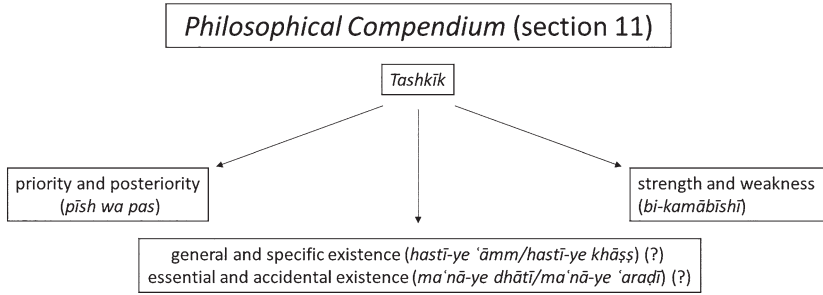 Philosophical Compendium (section 11)
Tashkīk
priority and posteriority
(pīsh wa pas)
strength and weakness
(bi-kamābīshī)
general and specific existence (hastī-ye ʿāmm/hastī-ye khāṣṣ) (?)
essential and accidental existence (maʿnā-ye dhātī/maʿnā-ye ʿaraḍī) (?)